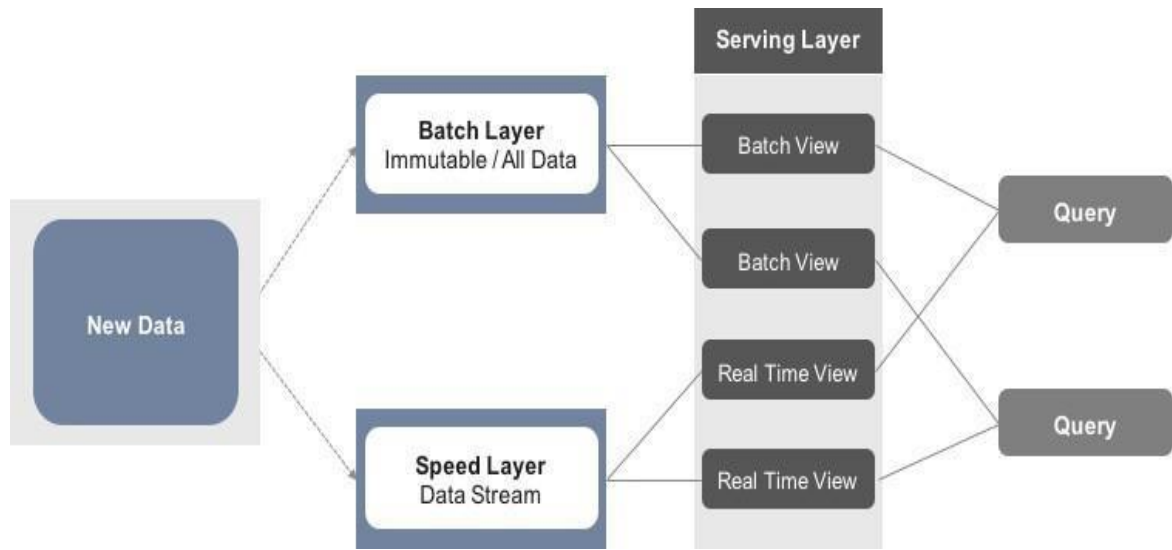 New Data
Batch Layer
Immutable / All Data
Speed Layer
Data Stream
Serving Layer
Batch View
Batch View
Real Time View
Real Time View
Query
Query